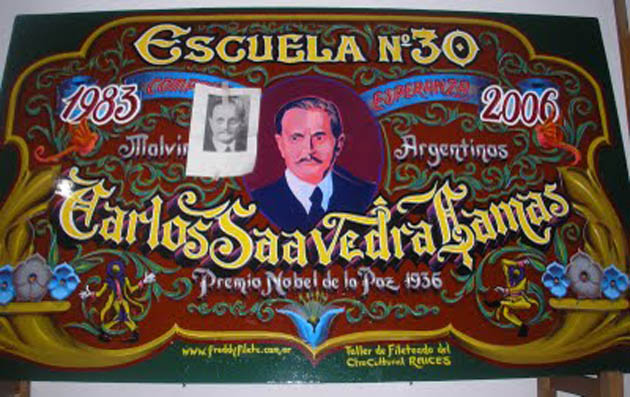 ESCUELA Nº30
1983 ESPERANZA 2006
Argentinos
Carlos Saavedra Lamas
Premio Nobel de la Paz 1936
www.freddyfilete.com.ar
Taller de Fileteado del
Ctro Cultural RAICES